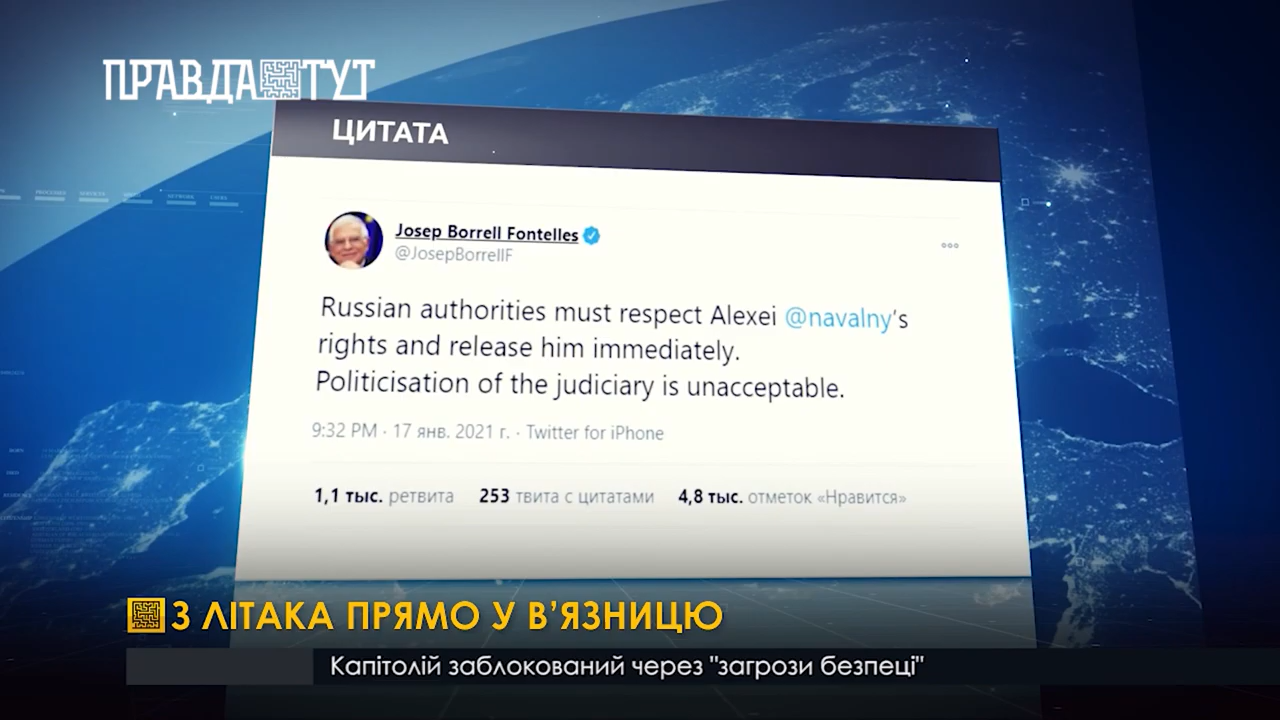 ПРАВДА ТУТ
ЦИТАТА
Josep Borrell Fontelles
@JosepBorrellF
Russian authorities must respect Alexei @navalny's
rights and release him immediately.
Politicisation of the judiciary is unacceptable.
9:32 PM · 17 янв. 2021 г. · Twitter for iPhone
1,1 тыс. ретвита 253 твита с цитатами 4,8 тыс. отметок «Нравится»
З ЛІТАКА ПРЯМО У В’ЯЗНИЦЮ
Капітолій заблокований через "загрози безпеці"